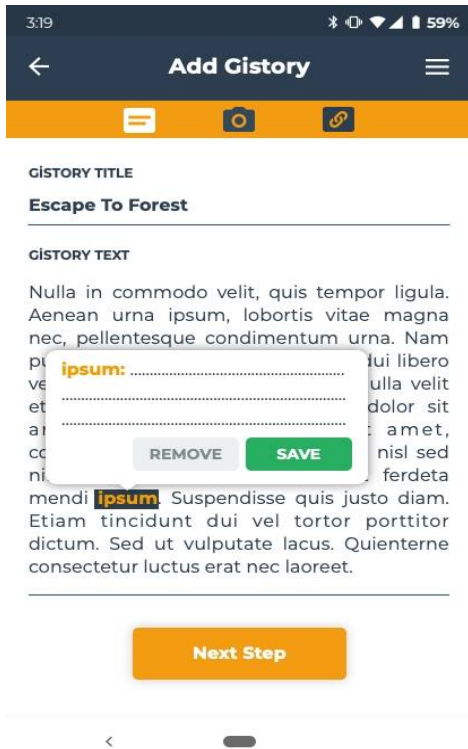 3:19 59%
Add Gistory
GİSTORY TITLE
Escape To Forest
GİSTORY TEXT
Nulla in commodo velit, quis tempor ligula.
Aenean urna ipsum, lobortis vitae magna
nec, pellentesque condimentum urna. Nam
dui libero
ipsum: ..........
ulla velit
et dolor sit
amet,
REMOVE SAVE nisl sed
ferdeta
mendi ipsum. Suspendisse quis justo diam.
Etiam tincidunt dui vel tortor porttitor
dictum. Sed ut vulputate lacus. Quienterne
consectetur luctus erat nec laoreet.
Next Step